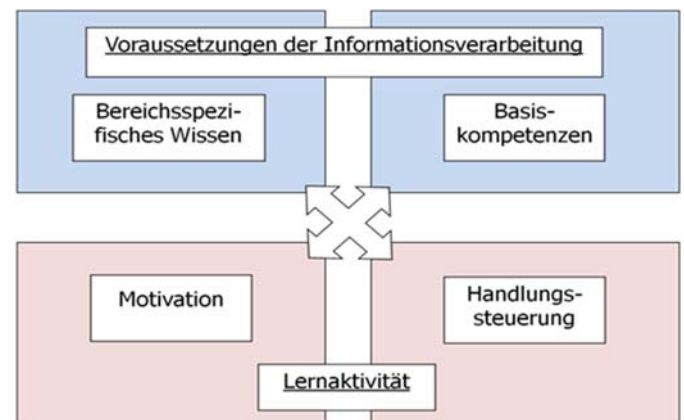 Voraussetzungen der Informationsverarbeitung
Bereichsspezi-
fisches Wissen
Basis-
kompetenzen
Motivation
Handlungs-
steuerung
Lernaktivität